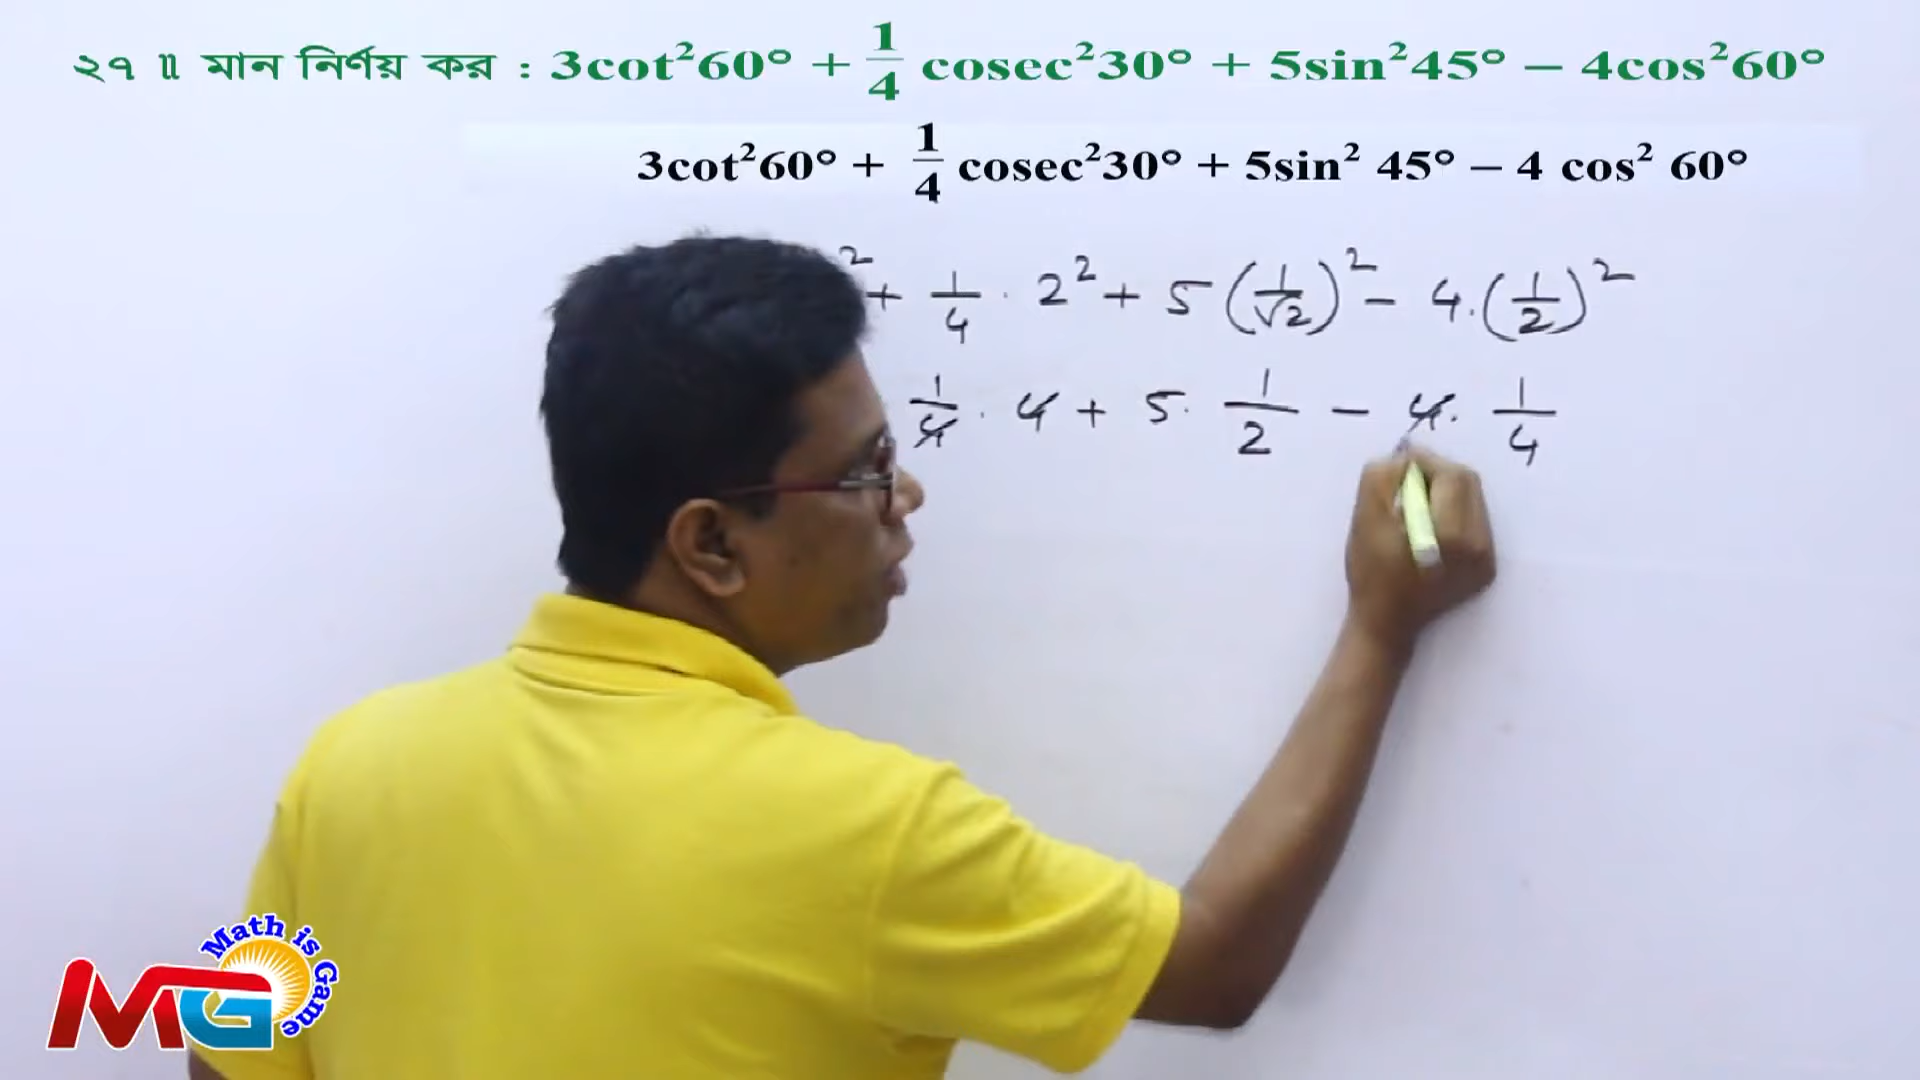 ২৭ ॥ মান নির্ণয় কর : 3cot²60° + 1/4 cosec²30° + 5sin²45° – 4cos²60°
3cot²60° + 1/4 cosec²30° + 5sin² 45° – 4 cos² 60°
² + 1/4 · 2² + 5 (1/√2)² – 4.(1/2)²
1/4 · 4 + 5 · 1/2 – 4 · 1/4
Math is Game
MG